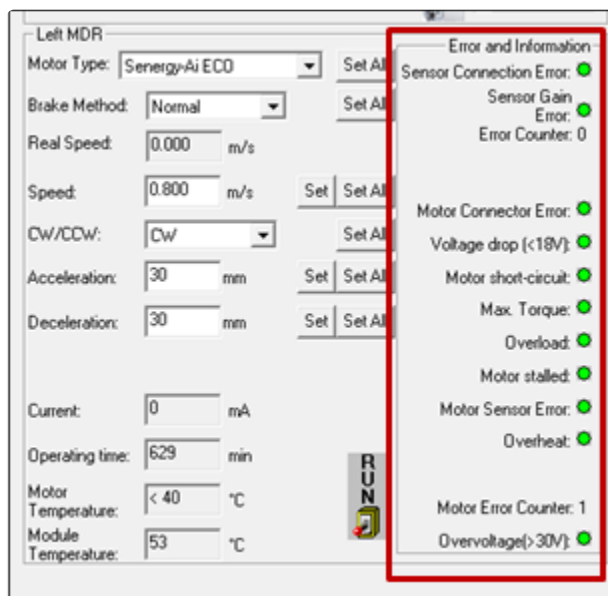 Left MDR
Motor Type: Senergy-Ai ECO Set All
Brake Method: Normal Set All
Real Speed: 0.000 m/s
Speed: 0.800 m/s Set Set All
CW/CCW: CW Set All
Acceleration: 30 mm Set Set All
Deceleration: 30 mm Set Set All
Current: 0 mA
Operating time: 629 min
Motor
Temperature: < 40 °C
Module
Temperature: 53 °C
RUN
Error and Information
Sensor Connection Error:
Sensor Gain
Error:
Error Counter: 0
Motor Connector Error:
Voltage drop (<18V):
Motor short-circuit:
Max. Torque:
Overload:
Motor stalled:
Motor Sensor Error:
Overheat:
Motor Error Counter: 1
Overvoltage(>30V):